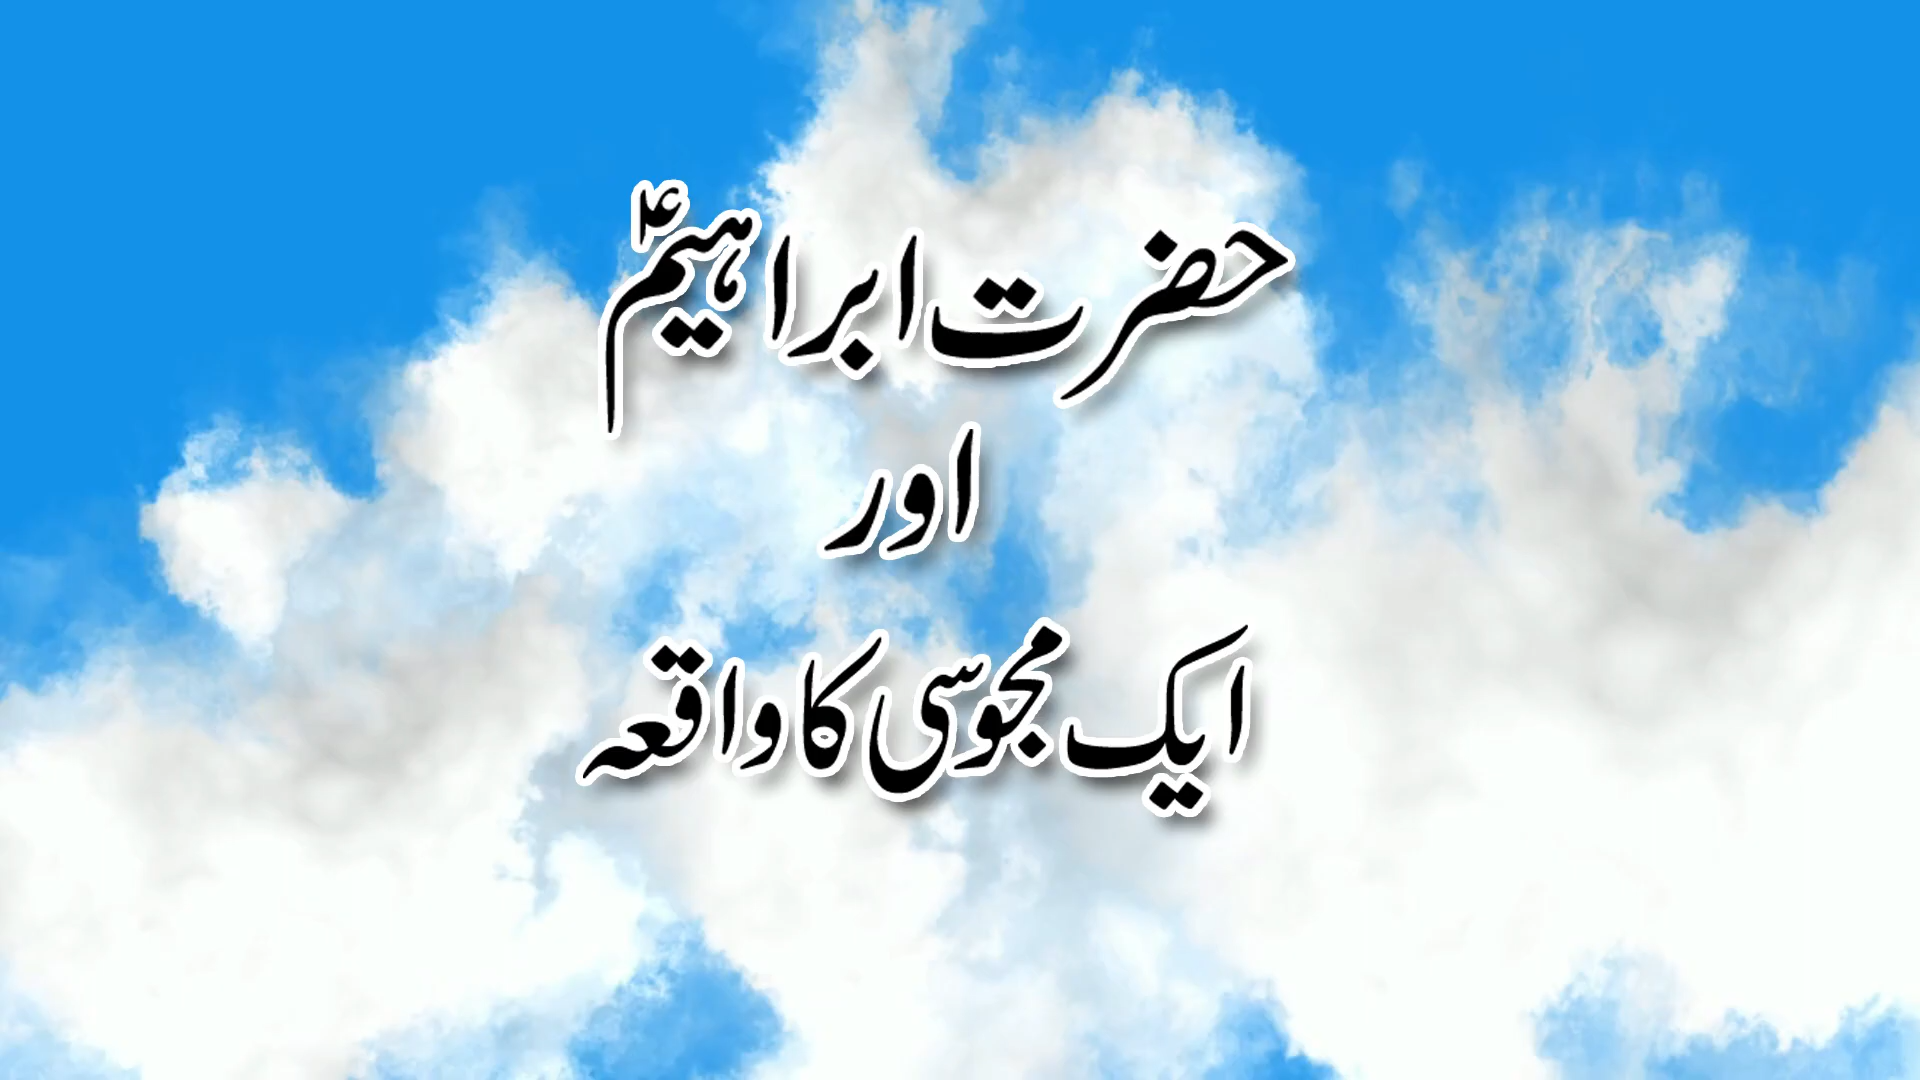 حضرت ابراہیمؑ
اور
ایک مجوسی کا واقعہ